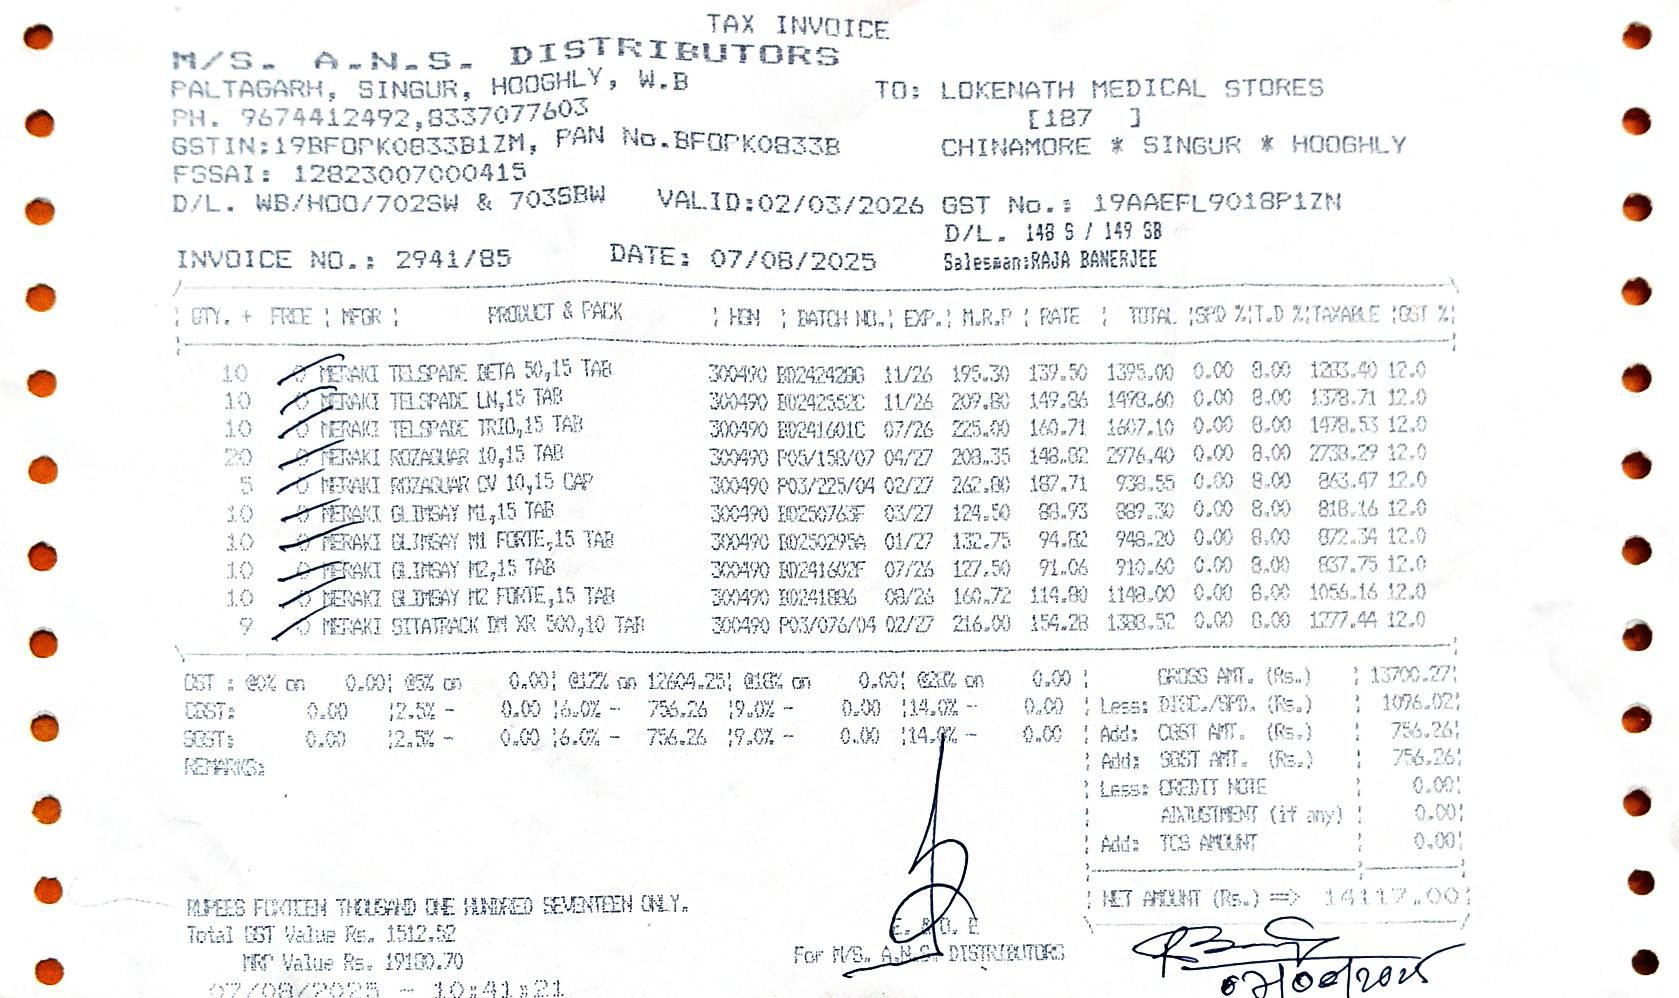 TAX INVOICE
M/S. A.N.S. DISTRIBUTORS
PALTAGARH, SINGUR, HOOGHLY, W.B TO: LOKENATH MEDICAL STORES
PH. 9674412492,8337077603 [187 ]
GSTIN:19BFOPK0833B1ZM, PAN No.BFOPK0833B CHINAMORE * SINGUR * HOOGHLY
FSSAI: 12823007000415
D/L. WB/HOO/702SW & 703SBW VALID:02/03/2026 GST No.: 19AAEFL9018P1ZN
D/L. 148 S / 149 SB
INVOICE NO.: 2941/85 DATE: 07/08/2025 Salesman:RAJA BANERJEE
QTY. + FREE | MFGR | PRODUCT & PACK | HSN | BATCH NO.| EXP.| M.R.P | RATE | TOTAL |SPD %|T.D %|TAXABLE |GST %|
10 0 MERAKI TELSPADE BETA 50,15 TAB 300490 BD242428G 11/26 195.30 139.50 1395.00 0.00 8.00 1283.40 12.0
10 0 MERAKI TELSPADE LN,15 TAB 300490 BD242552C 11/26 209.80 149.86 1498.60 0.00 8.00 1378.71 12.0
10 0 MERAKI TELSPADE TRIO,15 TAB 300490 BD241601C 07/26 225.00 160.71 1607.10 0.00 8.00 1478.53 12.0
20 0 MERAKI ROZAGUAR 10,15 TAB 300490 P05/158/07 04/27 208.35 148.82 2976.40 0.00 8.00 2738.29 12.0
5 0 MERAKI ROZAGUAR CV 10,15 CAP 300490 P03/225/04 02/27 262.80 187.71 938.55 0.00 8.00 863.47 12.0
10 0 MERAKI GLIMSAY M1,15 TAB 300490 BD250763F 03/27 124.50 88.93 889.30 0.00 8.00 818.16 12.0
10 0 MERAKI GLIMSAY M1 FORTE,15 TAB 300490 BD250295A 01/27 132.75 94.82 948.20 0.00 8.00 872.34 12.0
10 0 MERAKI GLIMSAY M2,15 TAB 300490 BD241602F 07/26 127.50 91.06 910.60 0.00 8.00 837.75 12.0
10 0 MERAKI GLIMSAY M2 FORTE,15 TAB 300490 08/26 160.72 114.80 1148.00 0.00 8.00 1056.16 12.0
9 0 MERAKI SITATRACK DM XR 500,10 TAB 300490 P03/076/04 02/27 216.00 154.28 1388.52 0.00 8.00 1277.44 12.0
GST : @0% on 0.00| @5% on 0.00| @12% on 12604.25| @18% on 0.00| @28% on 0.00 | GROSS AMT. (Rs.) | 13700.27|
CGST: 0.00 |2.5% - 0.00 |6.0% - 756.26 |9.0% - 0.00 |14.0% - 0.00 | Less: DISC./SPD. (Rs.) | 1096.02|
SGST: 0.00 |2.5% - 0.00 |6.0% - 756.26 |9.0% - 0.00 |14.0% - 0.00 | Add: CGST AMT. (Rs.) | 756.26|
REMARKS: | Add: SGST AMT. (Rs.) | 756.26|
| Less: CREDIT NOTE 0.00|
| ADJUSTMENT (if any) | 0.00|
| Add: TCS AMOUNT 0.00|
| NET AMOUNT (Rs.) ==> 14117.00|
RUPEES FOURTEEN THOUSAND ONE HUNDRED SEVENTEEN ONLY.
Total GST Value Rs. 1512.52 E. & O. E
MRP Value Rs. 19180.70 For M/S. A.N.S. DISTRIBUTORS
07/08/2025
07/08/2025 - 10:41:21